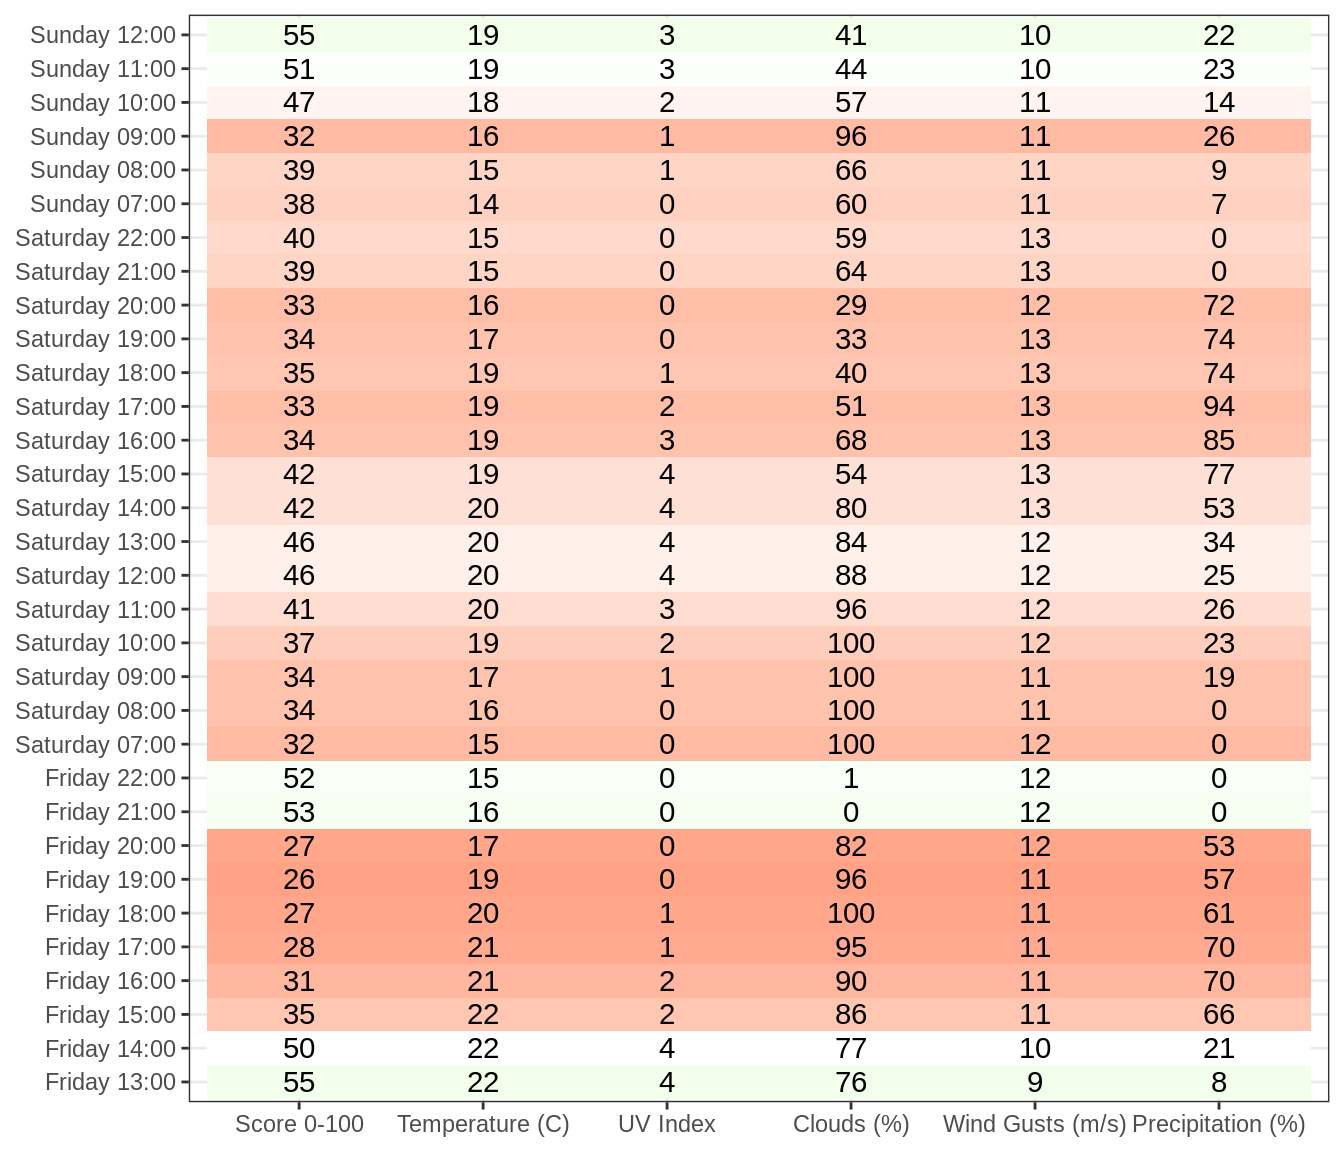 Sunday 12:00 55 19 3 41 10 22
Sunday 11:00 51 19 3 44 10 23
Sunday 10:00 47 18 2 57 11 14
Sunday 09:00 32 16 1 96 11 26
Sunday 08:00 39 15 1 66 11 9
Sunday 07:00 38 14 0 60 11 7
Saturday 22:00 40 15 0 59 13 0
Saturday 21:00 39 15 0 64 13 0
Saturday 20:00 33 16 0 29 12 72
Saturday 19:00 34 17 0 33 13 74
Saturday 18:00 35 19 1 40 13 74
Saturday 17:00 33 19 2 51 13 94
Saturday 16:00 34 19 3 68 13 85
Saturday 15:00 42 19 4 54 13 77
Saturday 14:00 42 20 4 80 13 53
Saturday 13:00 46 20 4 84 12 34
Saturday 12:00 46 20 4 88 12 25
Saturday 11:00 41 20 3 96 12 26
Saturday 10:00 37 19 2 100 12 23
Saturday 09:00 34 17 1 100 11 19
Saturday 08:00 34 16 0 100 11 0
Saturday 07:00 32 15 0 100 12 0
Friday 22:00 52 15 0 1 12 0
Friday 21:00 53 16 0 0 12 0
Friday 20:00 27 17 0 82 12 53
Friday 19:00 26 19 0 96 11 57
Friday 18:00 27 20 1 100 11 61
Friday 17:00 28 21 1 95 11 70
Friday 16:00 31 21 2 90 11 70
Friday 15:00 35 22 2 86 11 66
Friday 14:00 50 22 4 77 10 21
Friday 13:00 55 22 4 76 9 8
Score 0-100 Temperature (C) UV Index Clouds (%) Wind Gusts (m/s) Precipitation (%)